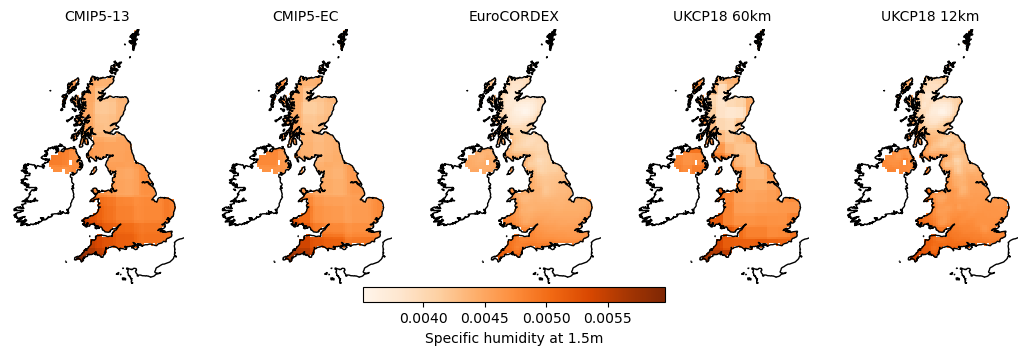 CMIP5-13 CMIP5-EC EuroCORDEX UKCP18 60km UKCP18 12km
0.0040 0.0045 0.0050 0.0055
Specific humidity at 1.5m